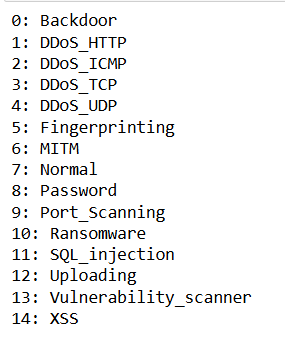 0: Backdoor
1: DDoS_HTTP
2: DDoS_ICMP
3: DDoS_TCP
4: DDoS_UDP
5: Fingerprinting
6: MITM
7: Normal
8: Password
9: Port_Scanning
10: Ransomware
11: SQL_injection
12: Uploading
13: Vulnerability_scanner
14: XSS